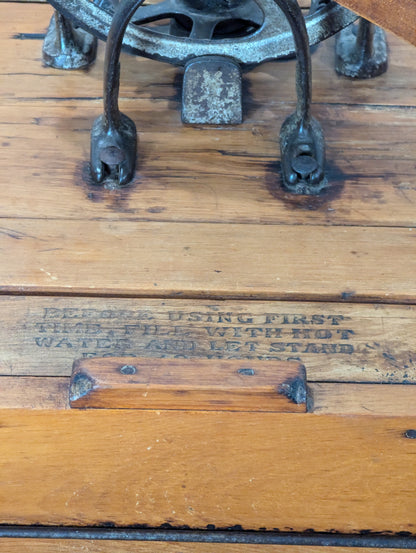 BEFORE USING FIRST
TIME, FILL WITH HOT
WATER AND LET STAND